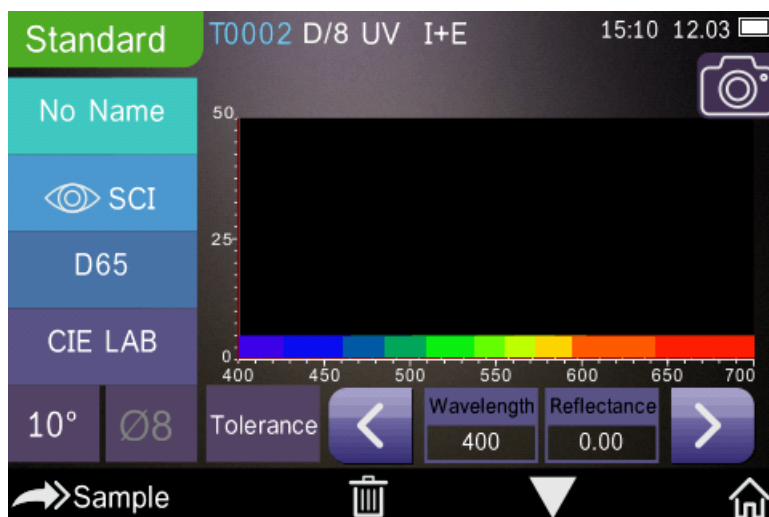 Standard
T0002 D/8 UV I+E
15:10 12.03
No Name
SCI
D65
CIE LAB
10° Ø8
50
25
0
400 450 500 550 600 650 700
Tolerance
Wavelength
400
Reflectance
0.00
Sample